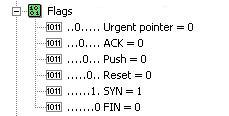 Flags
..0..... Urgent pointer = 0
...0.... ACK = 0
....0... Push = 0
.....0.. Reset = 0
......1. SYN = 1
.......0 FIN = 0